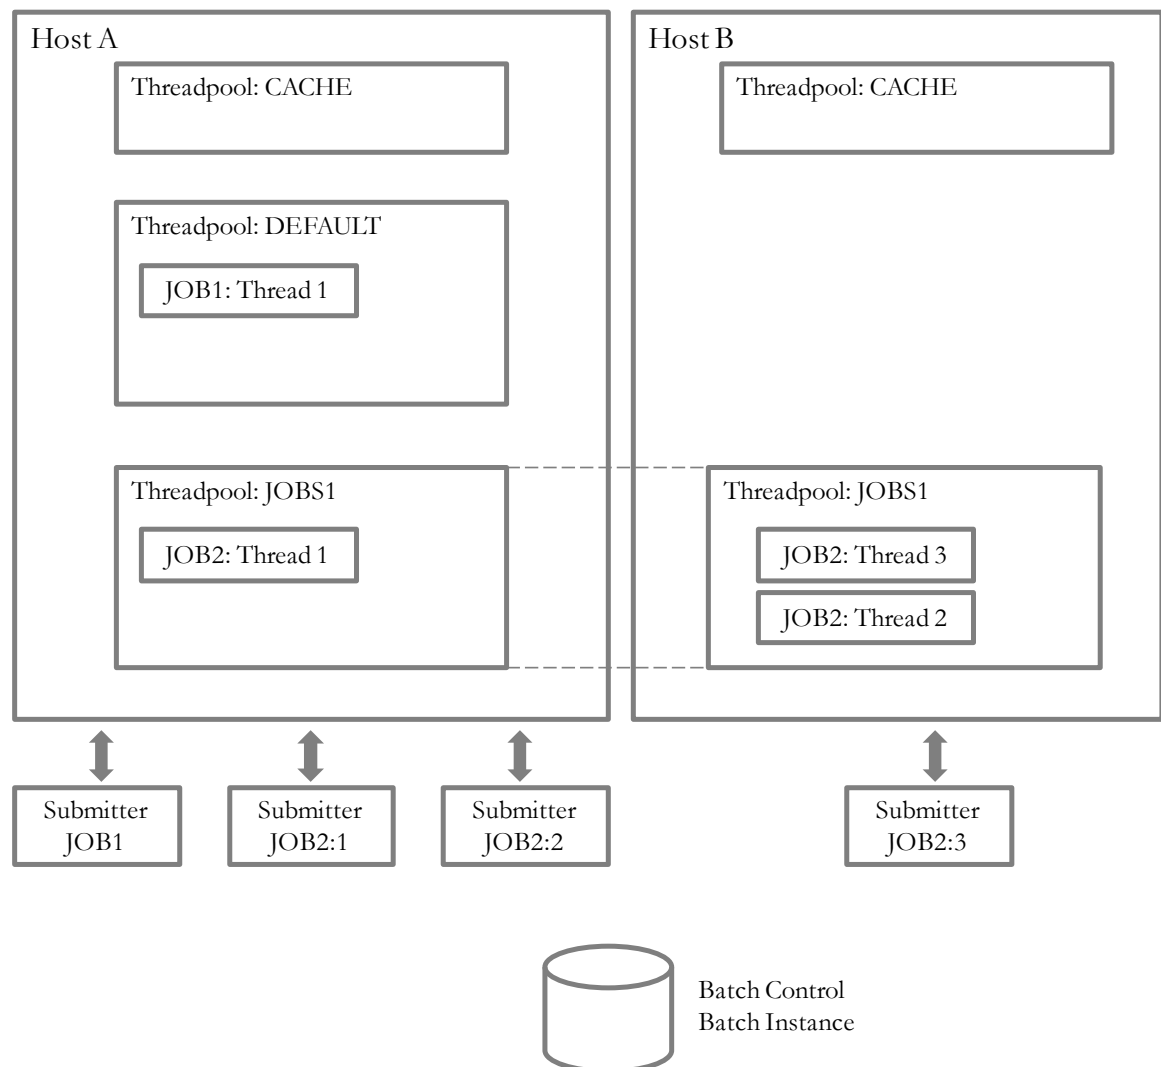 Host A
Threadpool: CACHE
Threadpool: DEFAULT
JOB1: Thread 1
Threadpool: JOBS1
JOB2: Thread 1
Host B
Threadpool: CACHE
Threadpool: JOBS1
JOB2: Thread 3
JOB2: Thread 2
Submitter
JOB1
Submitter
JOB2:1
Submitter
JOB2:2
Submitter
JOB2:3
Batch Control
Batch Instance